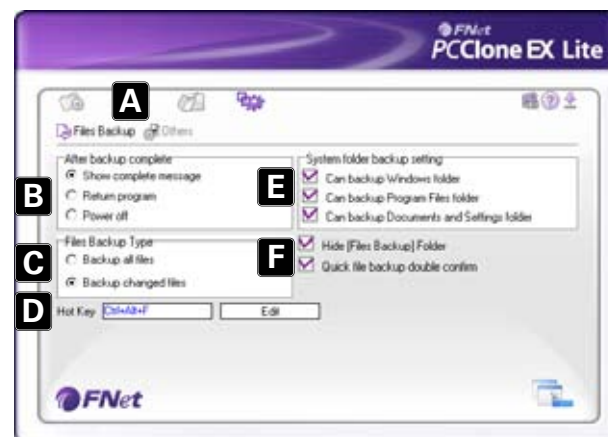 FNet
PCClone EX Lite
A
Files Backup Others
After backup complete
Show complete message
B
Return program
Power off
System folder backup setting
E
Can backup Windows folder
Can backup Program Files folder
Can backup Documents and Settings folder
Files Backup Type
C
Backup all files
Backup changed files
F
Hide [Files Backup] Folder
Quick file backup double confirm
D
Hot Key Ctrl+Alt+F Edit
FNet